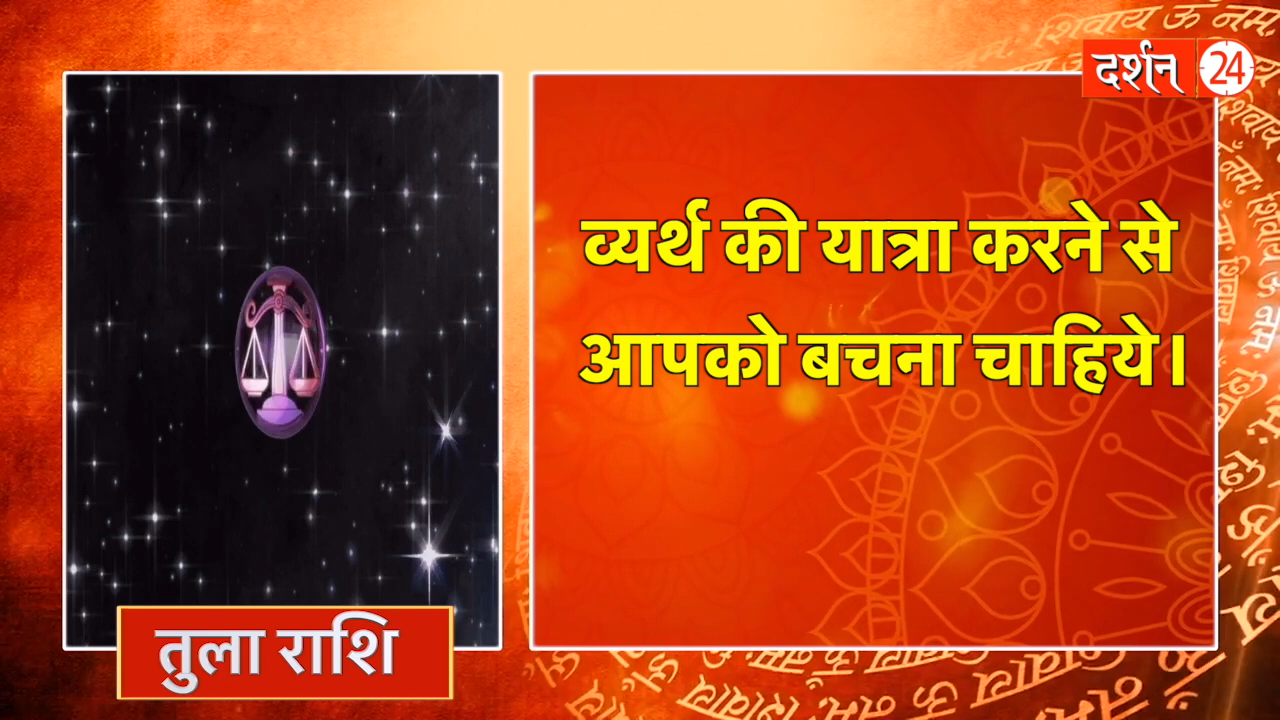 दर्शन 24
व्यर्थ की यात्रा करने से
आपको बचना चाहिये।
तुला राशि